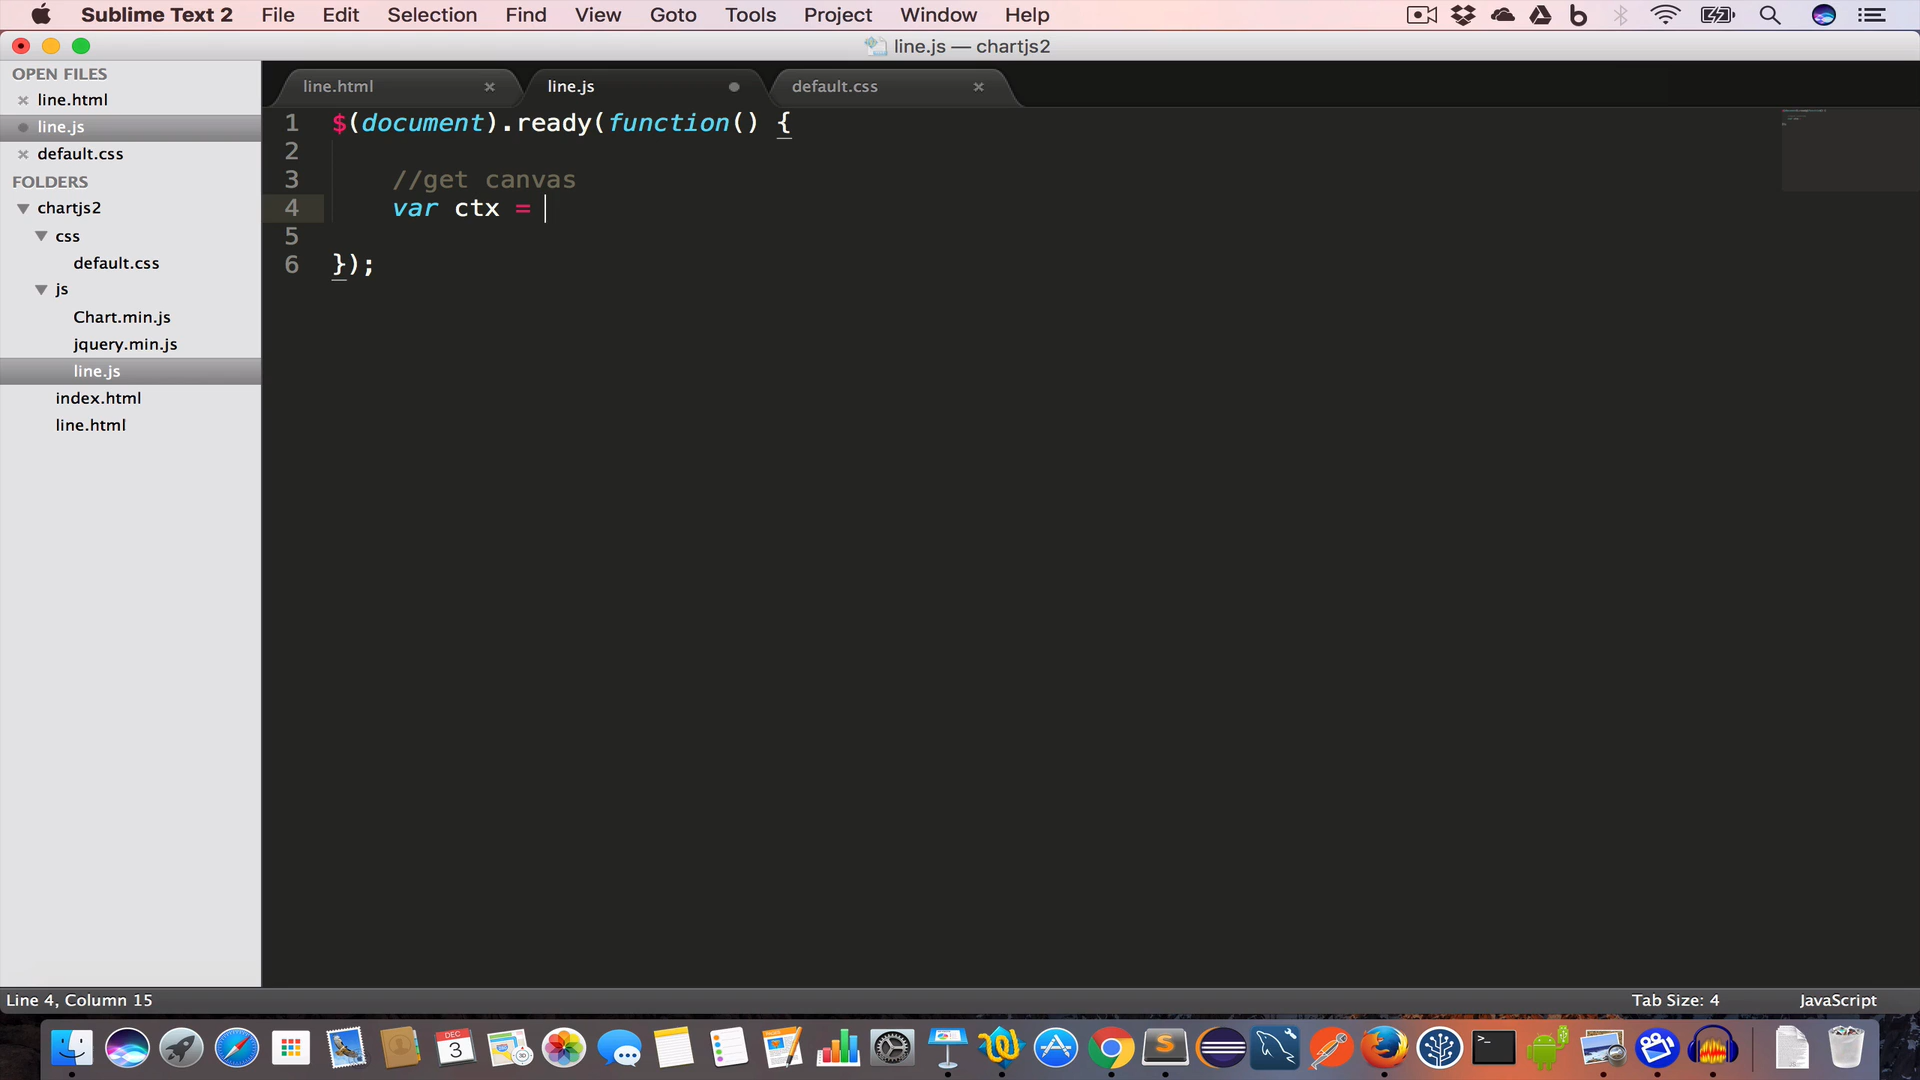 Sublime Text 2 File Edit Selection Find View Goto Tools Project Window Help
line.js — chartjs2
OPEN FILES
line.html
line.js
default.css
FOLDERS
chartjs2
css
default.css
js
Chart.min.js
jquery.min.js
line.js
index.html
line.html
line.html line.js default.css
1 $(document).ready(function() {
2
3 //get canvas
4 var ctx =
5
6 });
Line 4, Column 15 Tab Size: 4 JavaScript
DEC
3